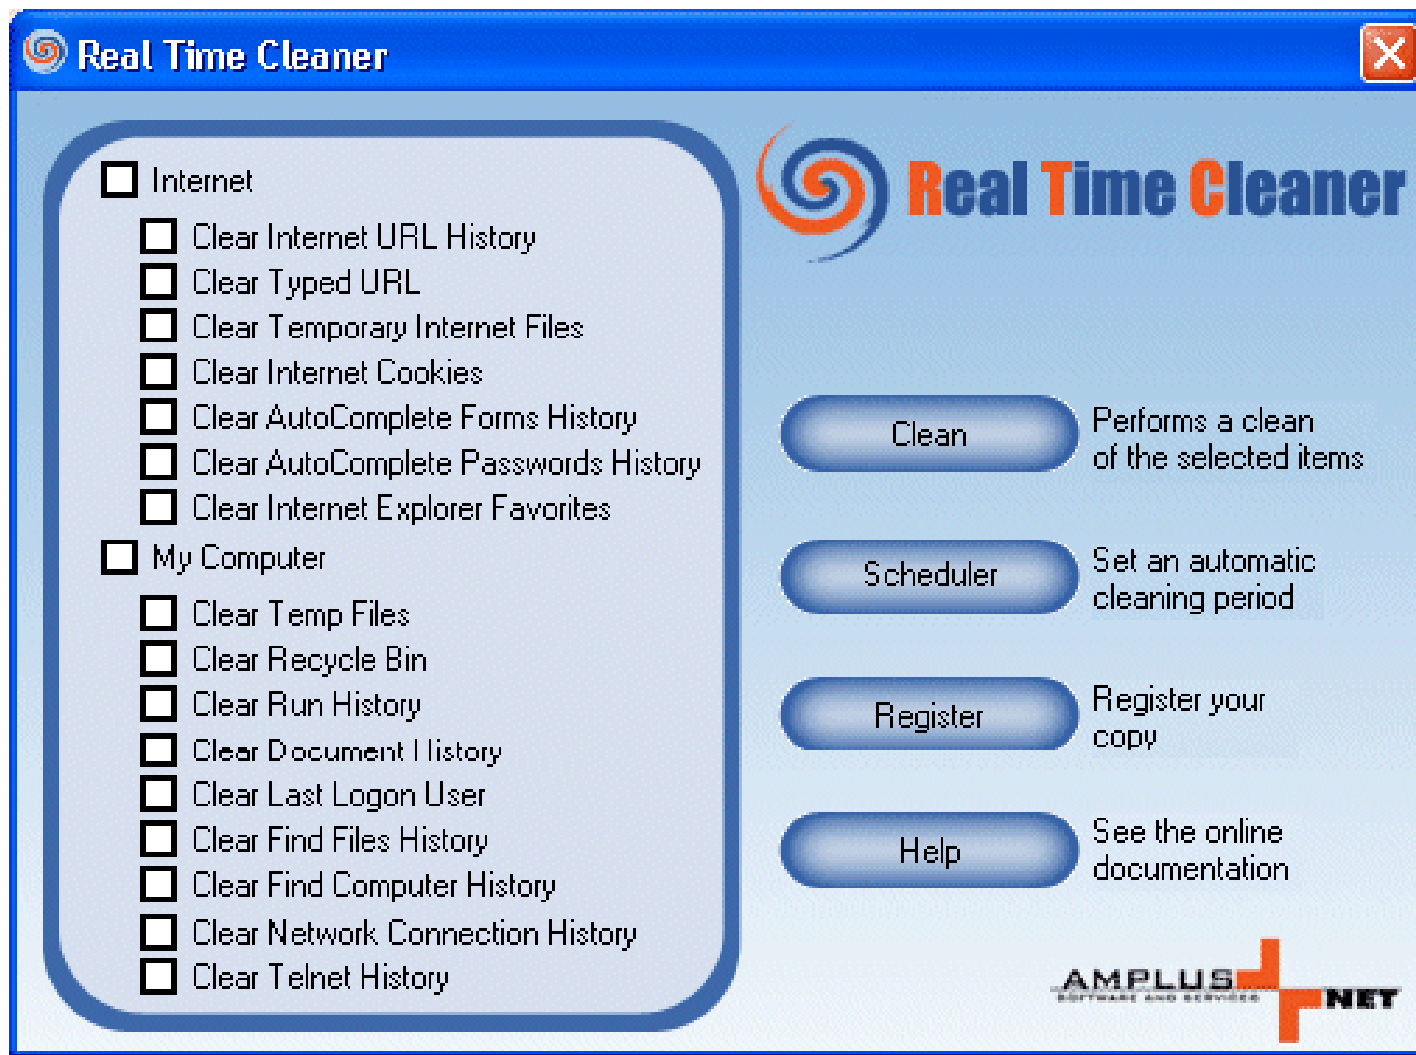 Real Time Cleaner
Internet
Clear Internet URL History
Clear Typed URL
Clear Temporary Internet Files
Clear Internet Cookies
Clear AutoComplete Forms History
Clear AutoComplete Passwords History
Clear Internet Explorer Favorites
My Computer
Clear Temp Files
Clear Recycle Bin
Clear Run History
Clear Document History
Clear Last Logon User
Clear Find Files History
Clear Find Computer History
Clear Network Connection History
Clear Telnet History
Real Time Cleaner
Clean
Performs a clean
of the selected items
Scheduler
Set an automatic
cleaning period
Register
Register your
copy
Help
See the online
documentation
AMPLUS
SOFTWARE AND SERVICES
NET